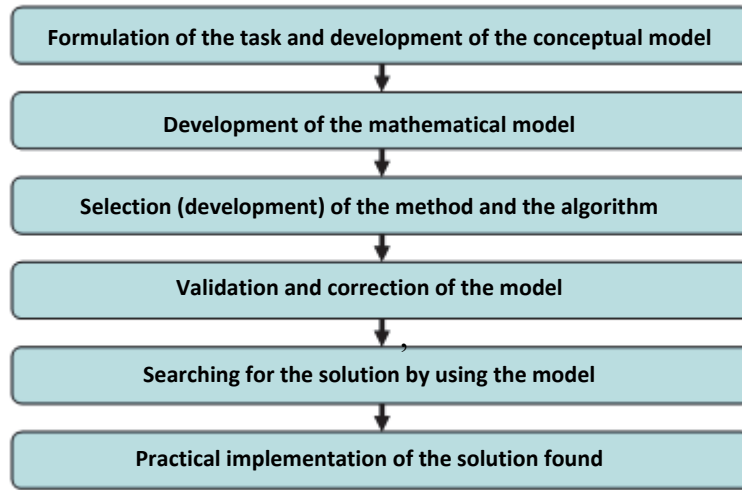 Formulation of the task and development of the conceptual model
Development of the mathematical model
Selection (development) of the method and the algorithm
Validation and correction of the model
,
Searching for the solution by using the model
Practical implementation of the solution found